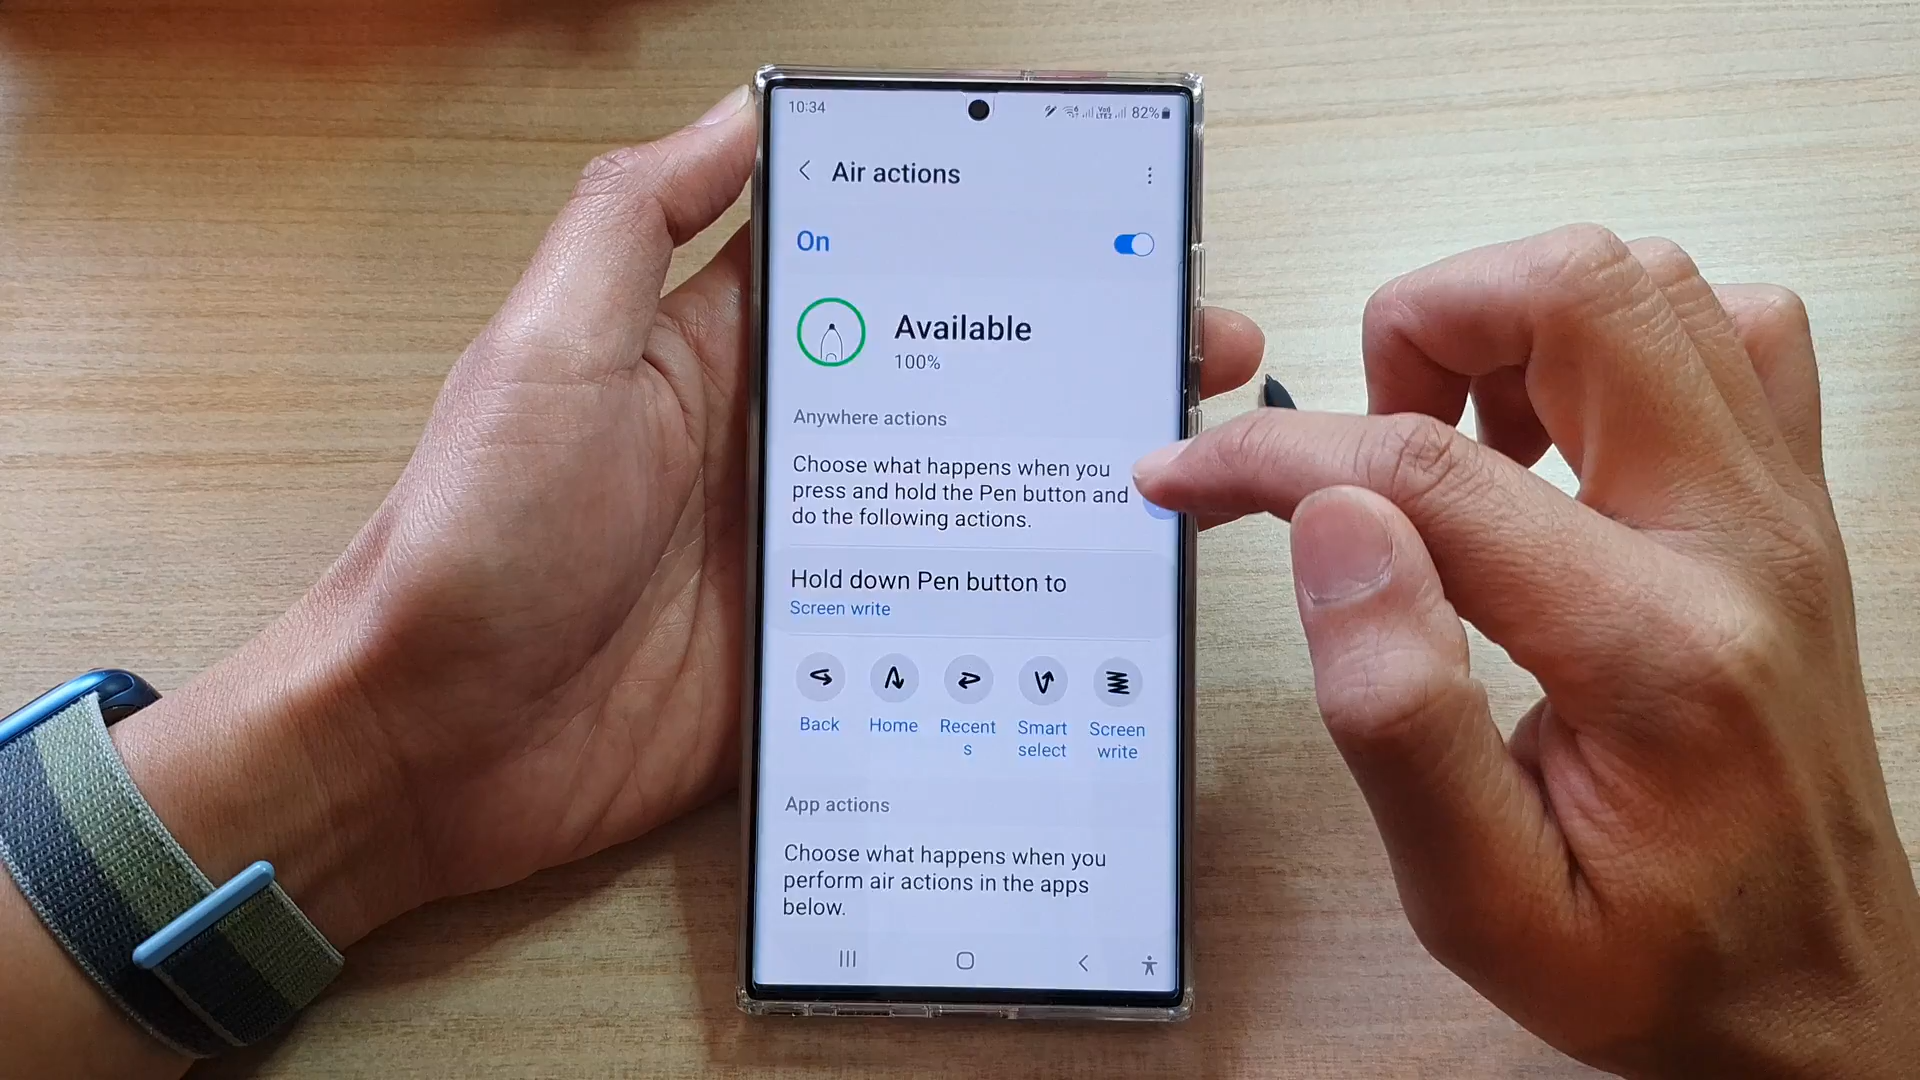 10:34
82%
Air actions
On
Available
100%
Anywhere actions
Choose what happens when you
press and hold the Pen button and
do the following actions.
Hold down Pen button to
Screen write
Back
Home
Recent
s
Smart
select
Screen
write
App actions
Choose what happens when you
perform air actions in the apps
below.